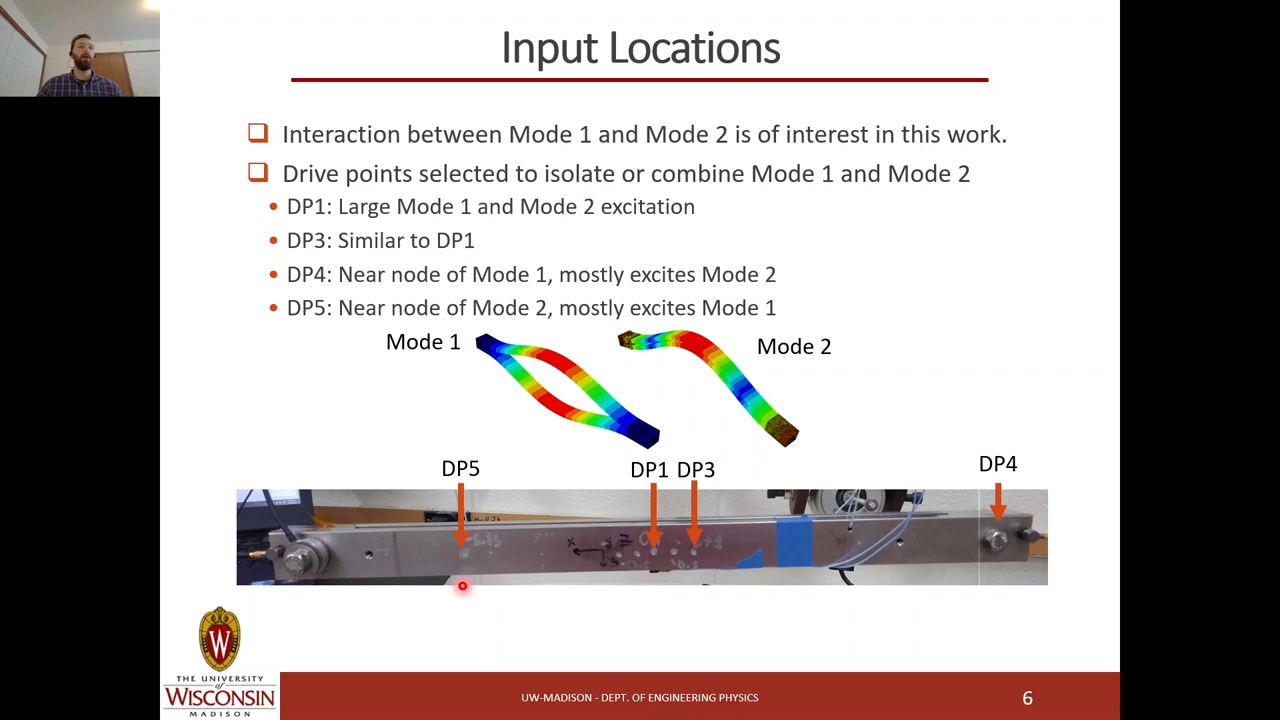 Input Locations
Interaction between Mode 1 and Mode 2 is of interest in this work.
Drive points selected to isolate or combine Mode 1 and Mode 2
DP1: Large Mode 1 and Mode 2 excitation
DP3: Similar to DP1
DP4: Near node of Mode 1, mostly excites Mode 2
DP5: Near node of Mode 2, mostly excites Mode 1
Mode 1
Mode 2
DP5
DP1
DP3
DP4
X
W
THE UNIVERSITY
of
WISCONSIN
MADISON
UW-MADISON - DEPT. OF ENGINEERING PHYSICS
6